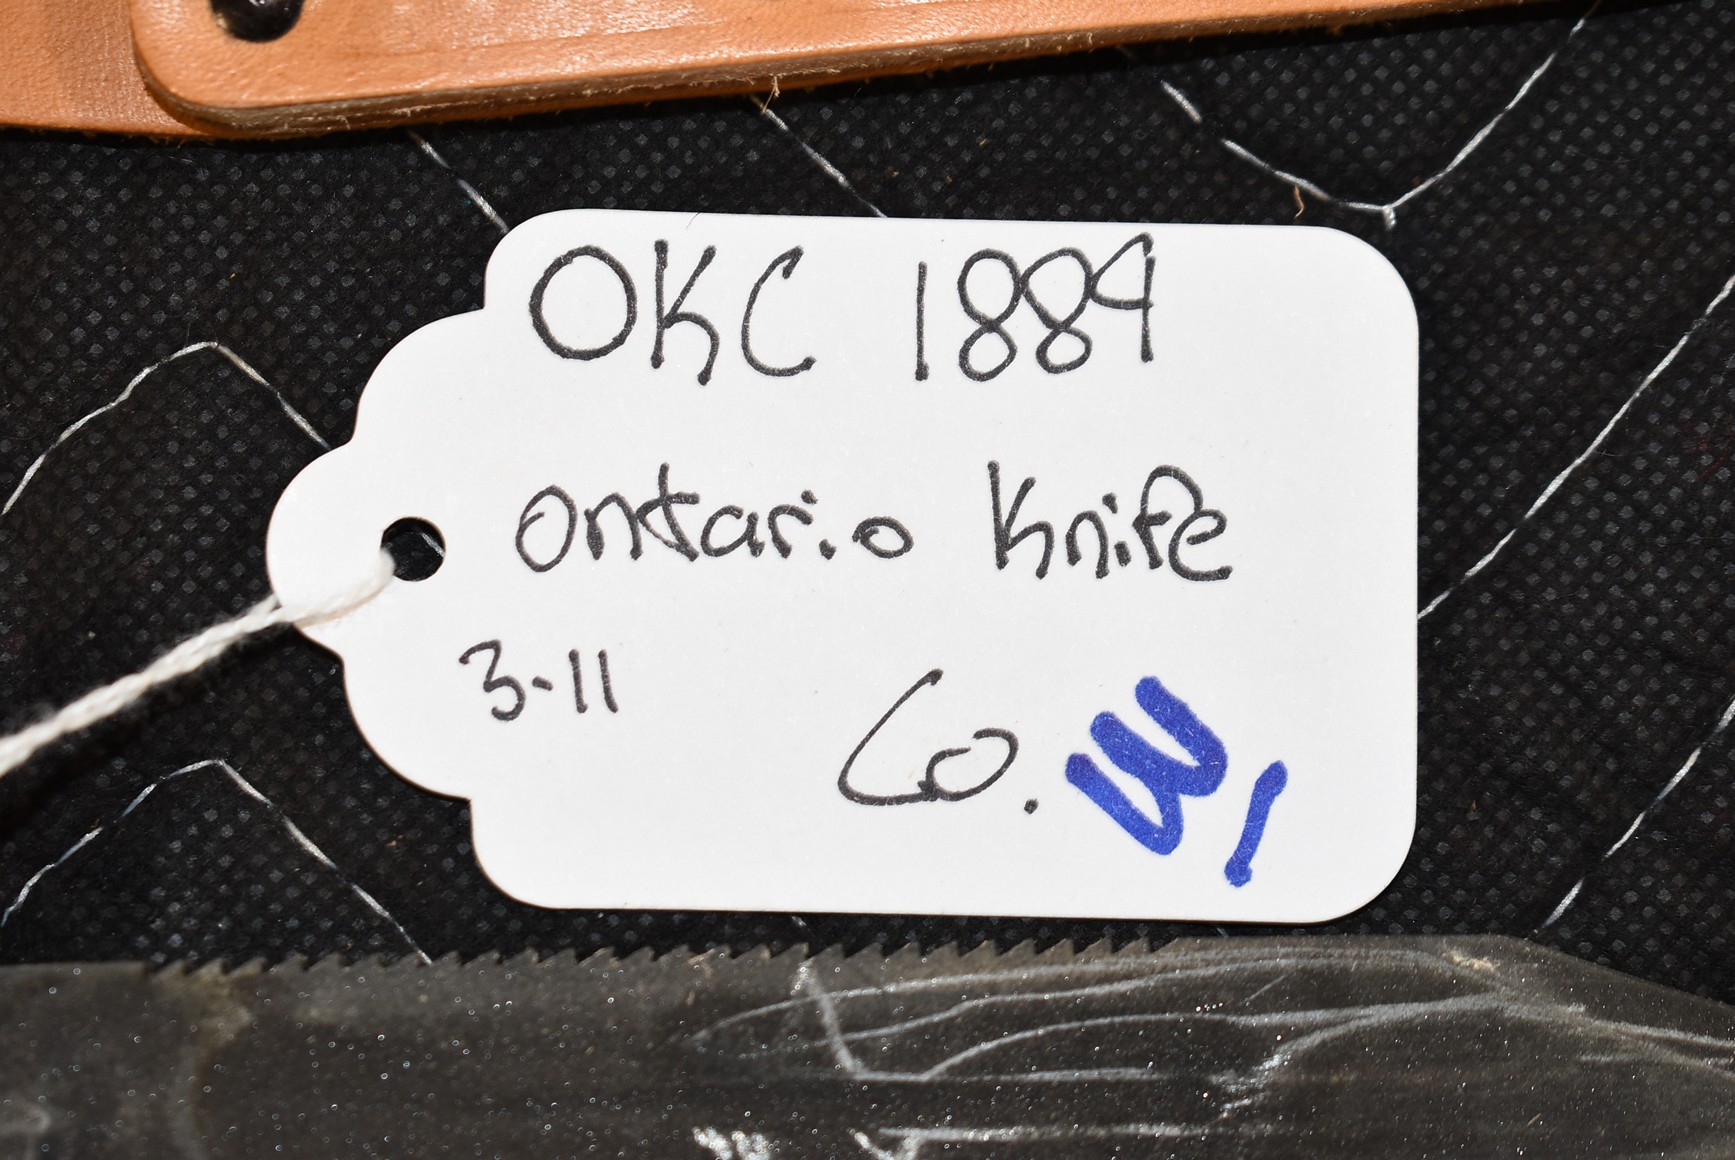 OKC 1889
Ontario Knife
3-11 Co.